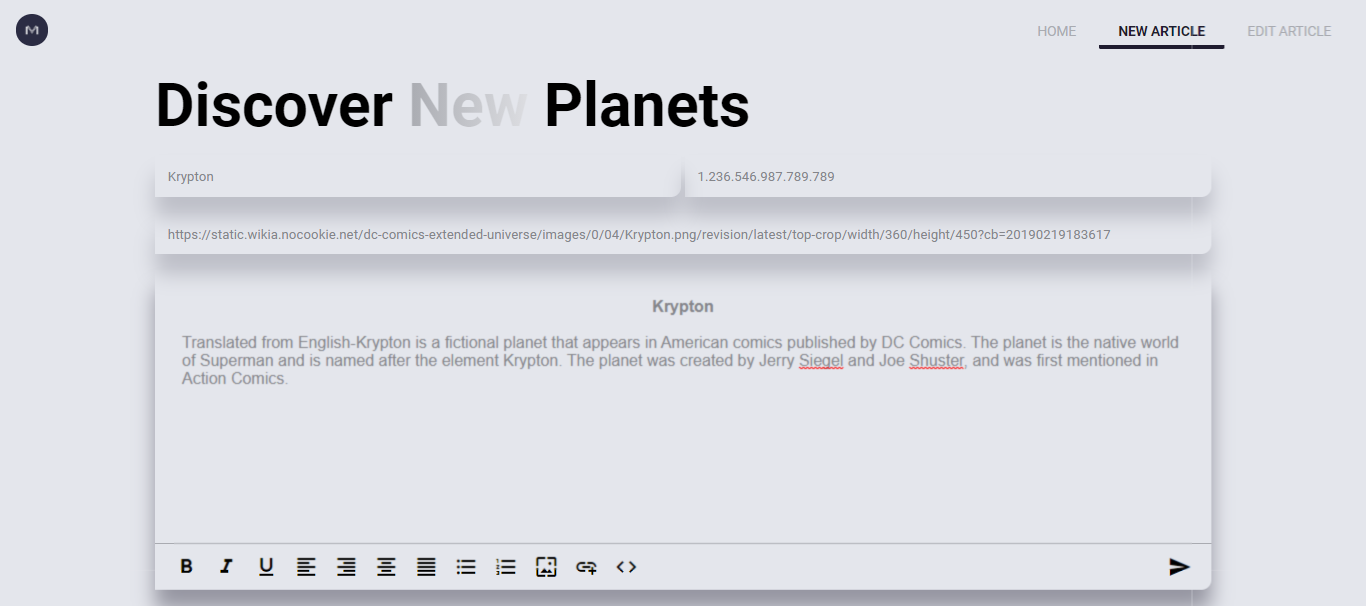 M
HOME NEW ARTICLE EDIT ARTICLE
Discover New Planets
Krypton 1.236.546.987.789.789
https://static.wikia.nocookie.net/dc-comics-extended-universe/images/0/04/Krypton.png/revision/latest/top-crop/width/360/height/450?cb=20190219183617
Krypton
Translated from English-Krypton is a fictional planet that appears in American comics published by DC Comics. The planet is the native world
of Superman and is named after the element Krypton. The planet was created by Jerry Siegel and Joe Shuster, and was first mentioned in
Action Comics.
B I U